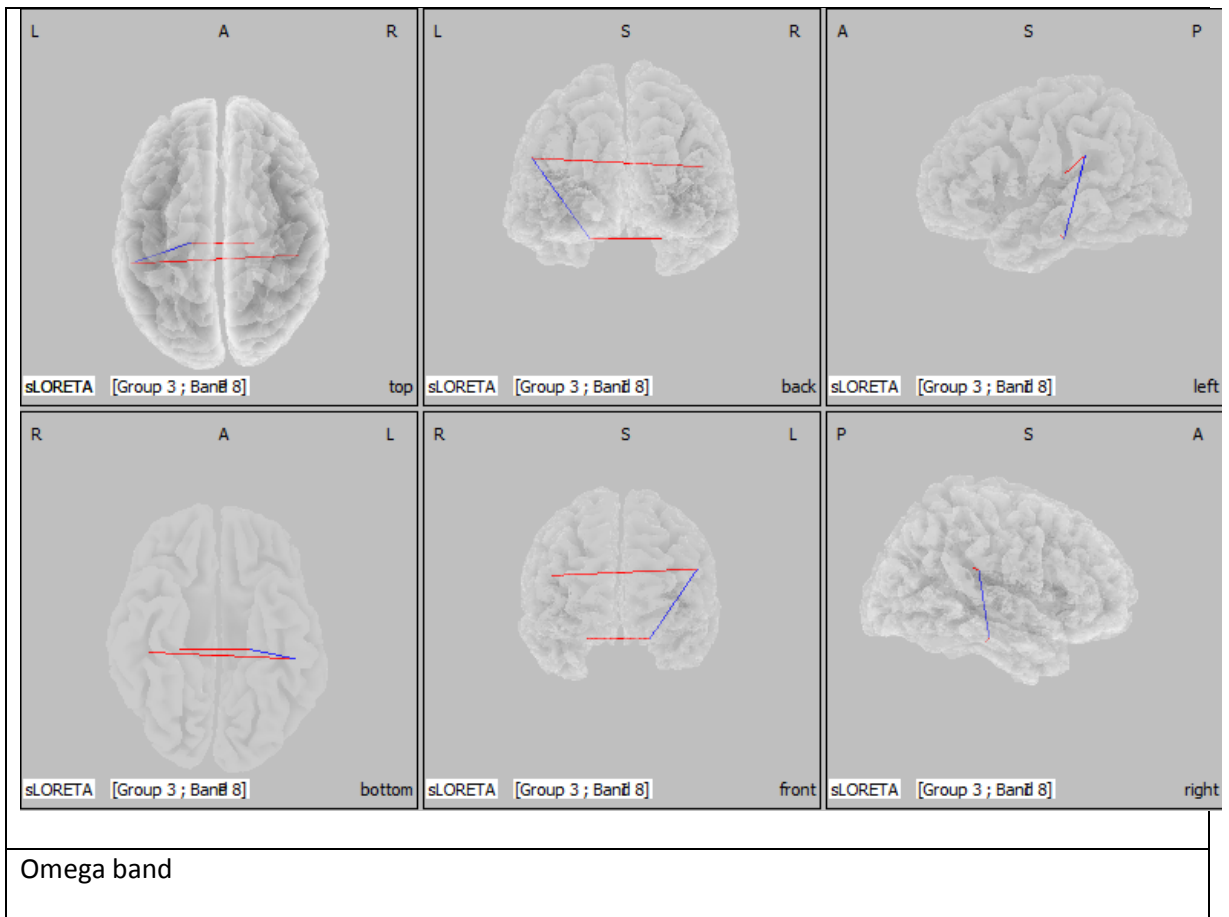 L A R
L S R
A S P
sLORETA [Group 3 ; Band 8] top
sLORETA [Group 3 ; Band 8] back
sLORETA [Group 3 ; Band 8] left
R A L
R S L
P S A
sLORETA [Group 3 ; Band 8] bottom
sLORETA [Group 3 ; Band 8] front
sLORETA [Group 3 ; Band 8] right
Omega band